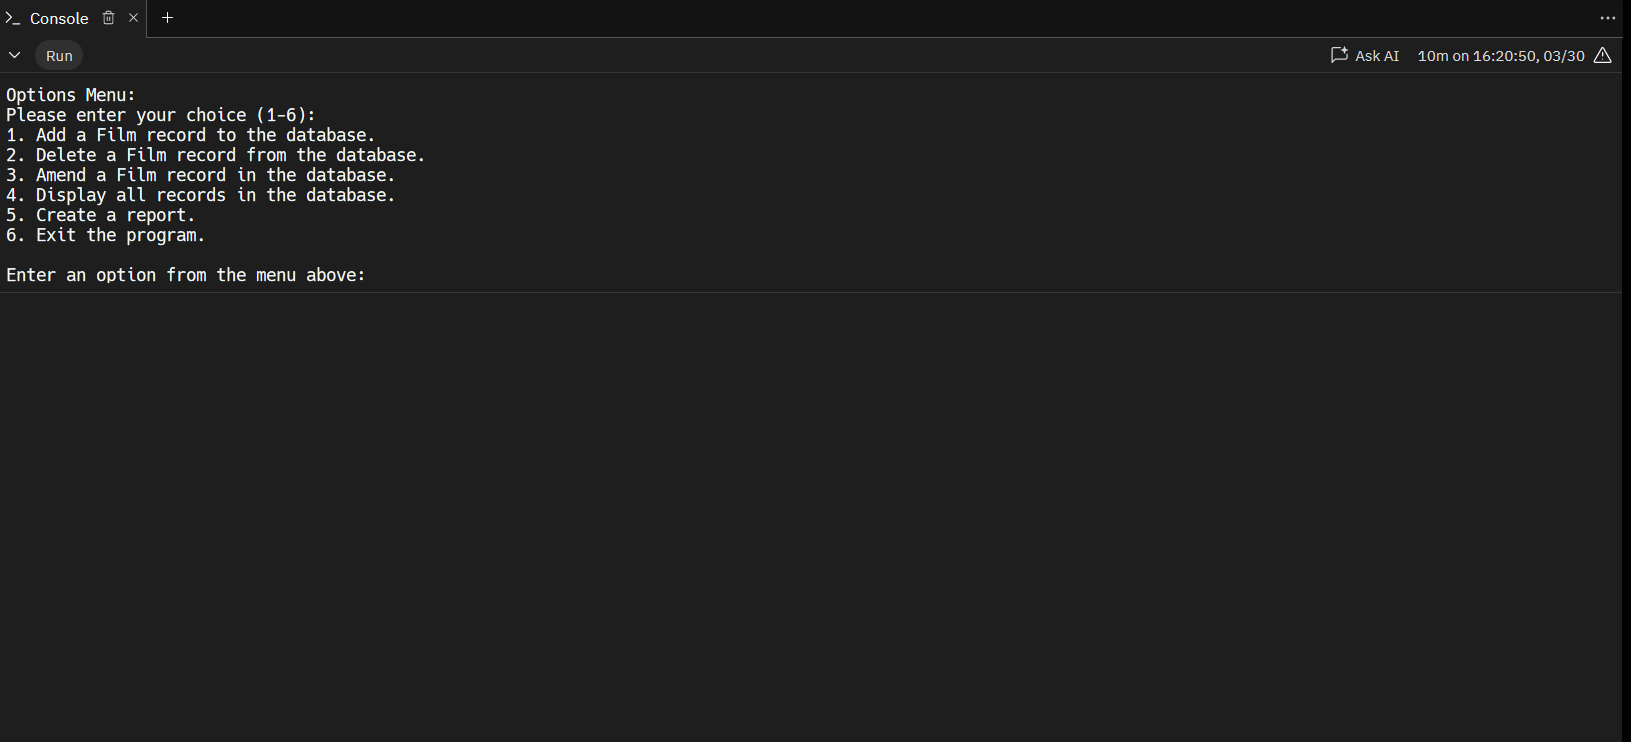 Console
Run
Ask AI 10m on 16:20:50, 03/30
Options Menu:
Please enter your choice (1-6):
1. Add a Film record to the database.
2. Delete a Film record from the database.
3. Amend a Film record in the database.
4. Display all records in the database.
5. Create a report.
6. Exit the program.
Enter an option from the menu above: